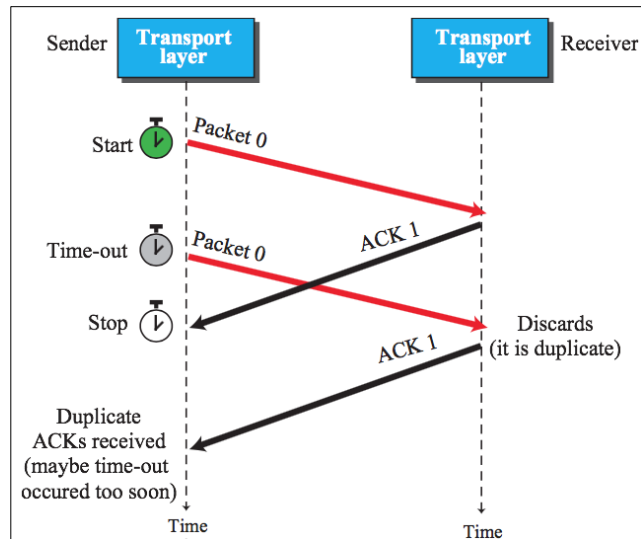 Sender
Transport
layer
Transport
layer
Receiver
Start
Packet 0
ACK 1
Time-out
Packet 0
Stop
ACK 1
Discards
(it is duplicate)
Duplicate
ACKs received
(maybe time-out
occured too soon)
Time
Time